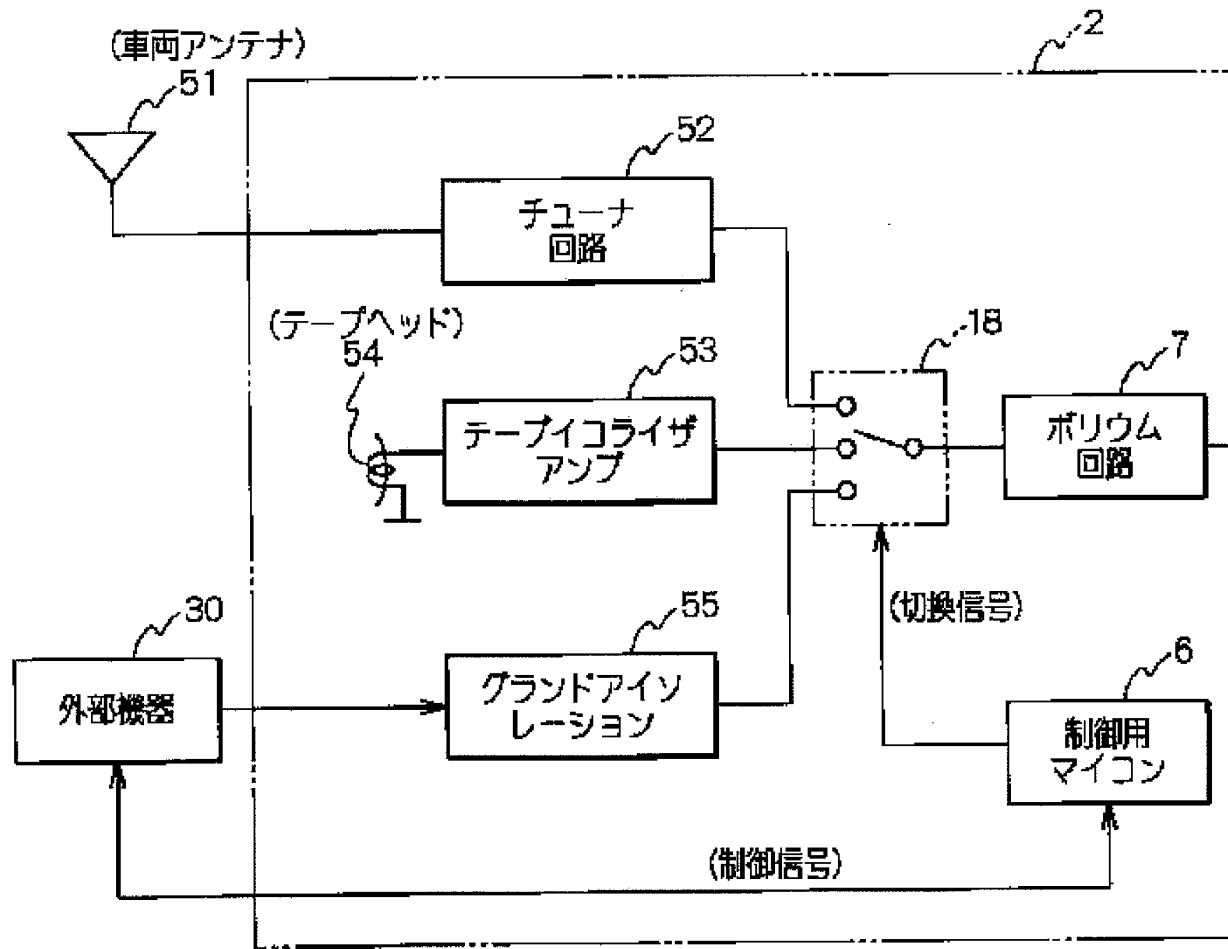 2
(車両アンテナ)
51
52
チューナ
回路
(テープヘッド)
54
53
テープイコライザ
アンプ
18
7
ボリウム
回路
30
外部機器
55
グランドアイソ
レーション
(切換信号)
6
制御用
マイコン
(制御信号)